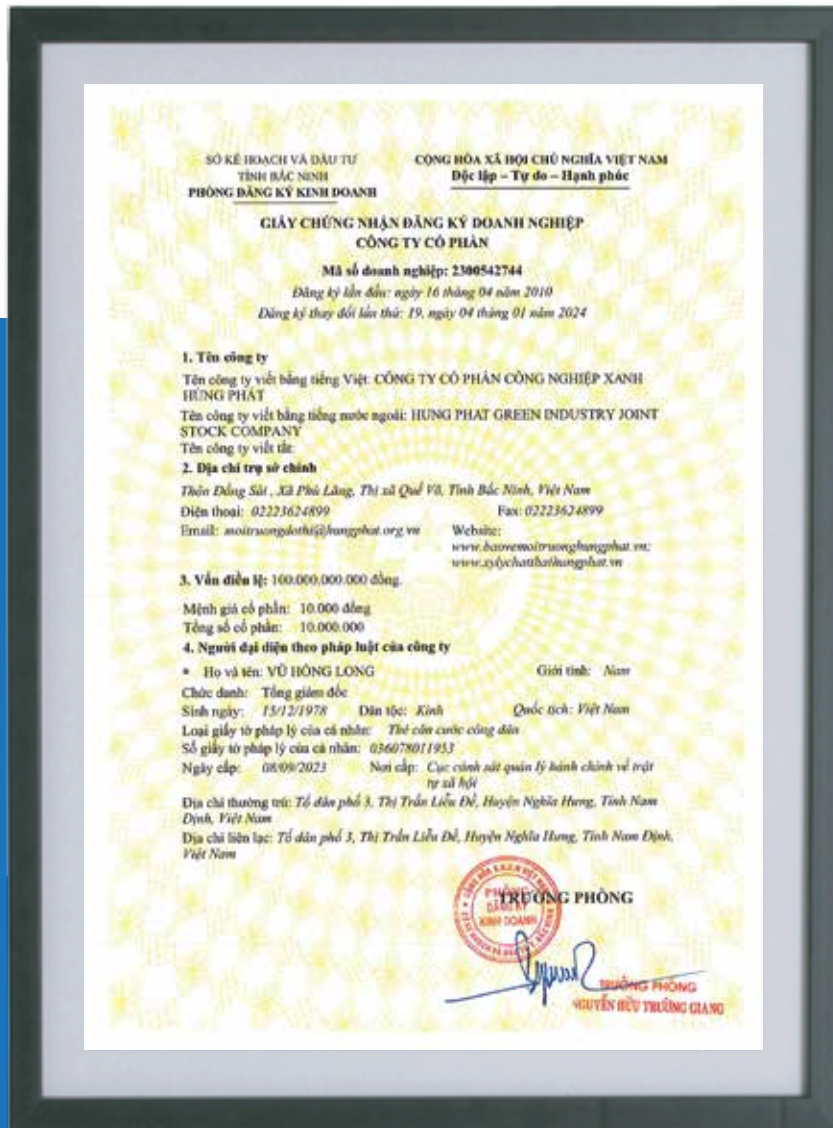 SỞ KẾ HOẠCH VÀ ĐẦU TƯ
TỈNH BẮC NINH
PHÒNG ĐĂNG KÝ KINH DOANH
CỘNG HÒA XÃ HỘI CHỦ NGHĨA VIỆT NAM
Độc lập – Tự do – Hạnh phúc
GIẤY CHỨNG NHẬN ĐĂNG KÝ DOANH NGHIỆP
CÔNG TY CỔ PHẦN
Mã số doanh nghiệp: 2300542744
Đăng ký lần đầu: ngày 16 tháng 04 năm 2010
Đăng ký thay đổi lần thứ: 19, ngày 04 tháng 01 năm 2024
1. Tên công ty
Tên công ty viết bằng tiếng Việt: CÔNG TY CỔ PHẦN CÔNG NGHIỆP XANH
HÙNG PHÁT
Tên công ty viết bằng tiếng nước ngoài: HUNG PHAT GREEN INDUSTRY JOINT
STOCK COMPANY
Tên công ty viết tắt:
2. Địa chỉ trụ sở chính
Thôn Đồng Sài , Xã Phù Lãng, Thị xã Quế Võ, Tỉnh Bắc Ninh, Việt Nam
Điện thoại: 02223624899 Fax: 02223624899
Email: moitruongdothi@hungphat.org.vn Website:
www.baovemoitruonghungphat.vn;
www.xylychatthaihungphat.vn
3. Vốn điều lệ: 100.000.000.000 đồng.
Mệnh giá cổ phần: 10.000 đồng
Tổng số cổ phần: 10.000.000
4. Người đại diện theo pháp luật của công ty
* Họ và tên: VŨ HỒNG LONG Giới tính: Nam
Chức danh: Tổng giám đốc
Sinh ngày: 15/12/1978 Dân tộc: Kinh Quốc tịch: Việt Nam
Loại giấy tờ pháp lý của cá nhân: Thẻ căn cước công dân
Số giấy tờ pháp lý của cá nhân: 036078011953
Ngày cấp: 08/09/2023 Nơi cấp: Cục cảnh sát quản lý hành chính về trật
tự xã hội
Địa chỉ thường trú: Tổ dân phố 3, Thị Trấn Liễu Đề, Huyện Nghĩa Hưng, Tỉnh Nam
Định, Việt Nam
Địa chỉ liên lạc: Tổ dân phố 3, Thị Trấn Liễu Đề, Huyện Nghĩa Hưng, Tỉnh Nam Định,
Việt Nam
TRƯỞNG PHÒNG
PHÒNG
ĐĂNG KÝ
KINH DOANH
TRƯỞNG PHÒNG
NGUYỄN HỮU TRƯỜNG GIANG